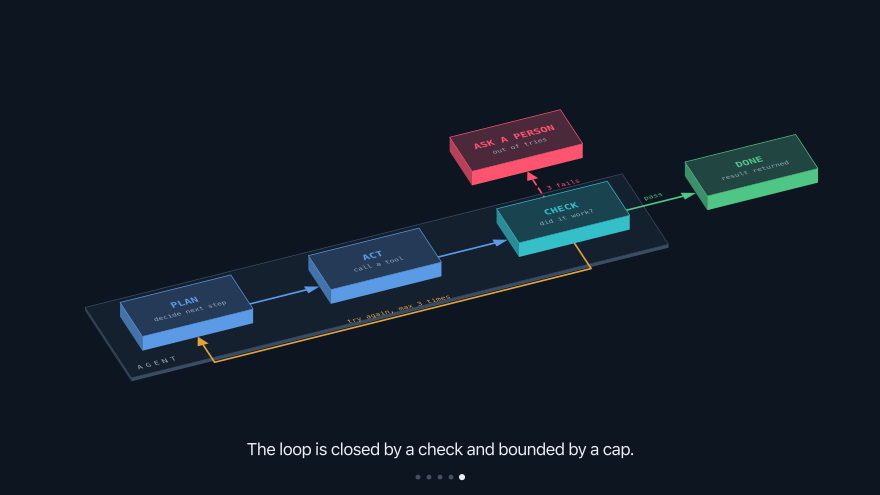 ASK A PERSON
out of tries
DONE
result returned
3 fails
pass
CHECK
did it work?
ACT
call a tool
PLAN
decide next step
try again, max 3 times
AGENT
The loop is closed by a check and bounded by a cap.